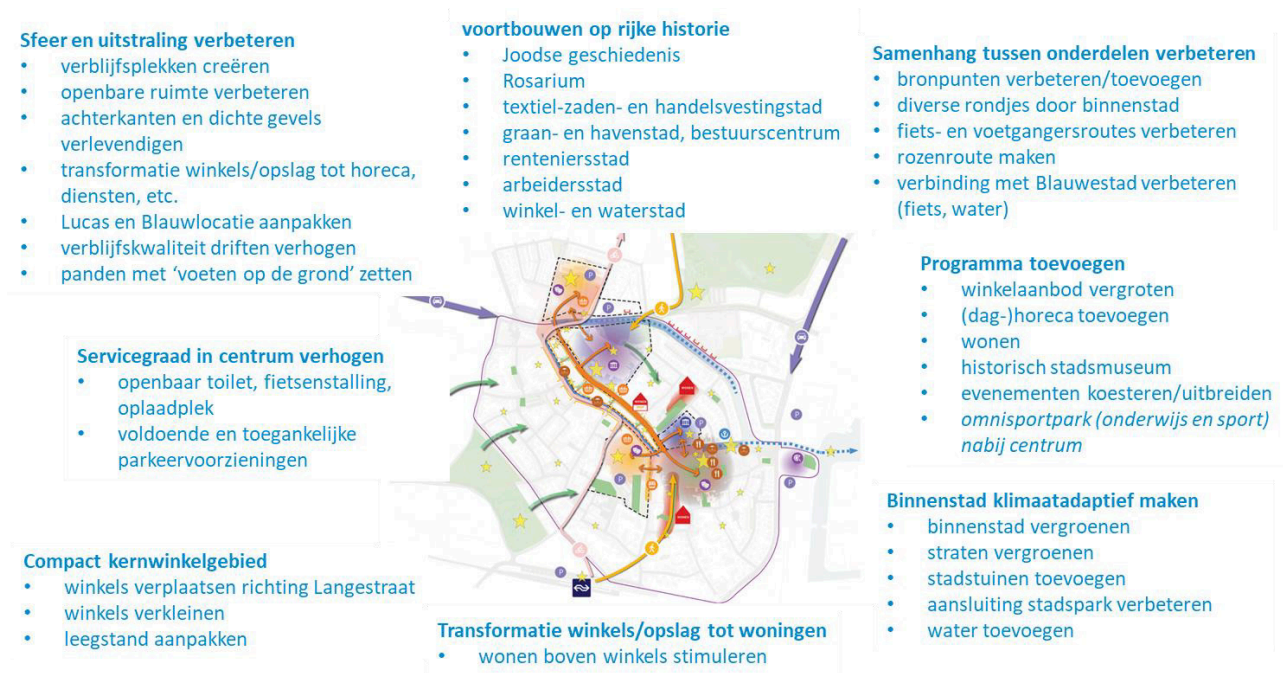 Sfeer en uitstraling verbeteren
• verblijfsplekken creëren
• openbare ruimte verbeteren
• achterkanten en dichte gevels
verlevendigen
• transformatie winkels/opslag tot horeca,
diensten, etc.
• Lucas en Blauwlocatie aanpakken
• verblijfskwaliteit driften verhogen
• panden met ‘voeten op de grond’ zetten
voortbouwen op rijke historie
• Joodse geschiedenis
• Rosarium
• textiel-zaden- en handelsvestingstad
• graan- en havenstad, bestuurscentrum
• renteniersstad
• arbeidersstad
• winkel- en waterstad
Samenhang tussen onderdelen verbeteren
• bronpunten verbeteren/toevoegen
• diverse rondjes door binnenstad
• fiets- en voetgangersroutes verbeteren
• rozenroute maken
• verbinding met Blauwestad verbeteren
(fiets, water)
Servicegraad in centrum verhogen
• openbaar toilet, fietsenstalling,
oplaadplek
• voldoende en toegankelijke
parkeervoorzieningen
Programma toevoegen
• winkelaanbod vergroten
• (dag-)horeca toevoegen
• wonen
• historisch stadsmuseum
• evenementen koesteren/uitbreiden
• omnisportpark (onderwijs en sport)
nabij centrum
P
P
P
P
P
P
P
P
Compact kernwinkelgebied
• winkels verplaatsen richting Langestraat
• winkels verkleinen
• leegstand aanpakken
Transformatie winkels/opslag tot woningen
• wonen boven winkels stimuleren
Binnenstad klimaatadaptief maken
• binnenstad vergroenen
• straten vergroenen
• stadstuinen toevoegen
• aansluiting stadspark verbeteren
• water toevoegen